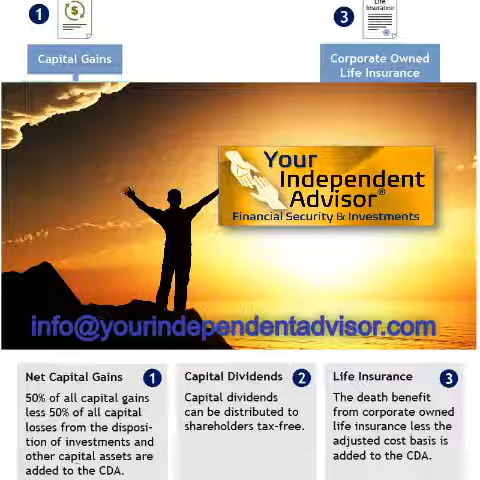 1
$
3
Life
Insurance
Capital Gains
Corporate Owned
Life Insurance
Your
Independent
Advisor®
Financial Security & Investments
info@yourindependentadvisor.com
Net Capital Gains 1
50% of all capital gains
less 50% of all capital
losses from the disposi-
tion of investments and
other capital assets are
added to the CDA.
Capital Dividends 2
Capital dividends
can be distributed to
shareholders tax-free.
Life Insurance 3
The death benefit
from corporate owned
life insurance less the
adjusted cost basis is
added to the CDA.